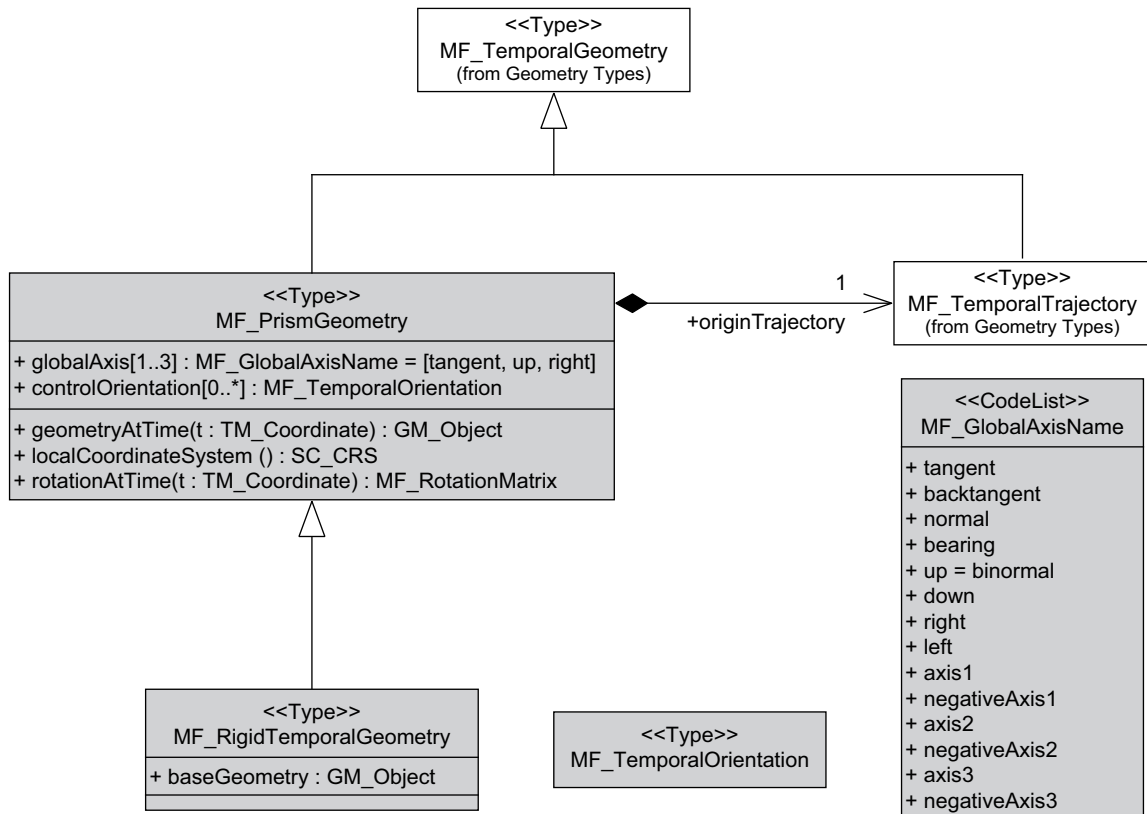 <<Type>>
MF_TemporalGeometry
(from Geometry Types)
<<Type>>
MF_PrismGeometry
+ globalAxis[1..3] : MF_GlobalAxisName = [tangent, up, right]
+ controlOrientation[0..*] : MF_TemporalOrientation
+ geometryAtTime(t : TM_Coordinate) : GM_Object
+ localCoordinateSystem () : SC_CRS
+ rotationAtTime(t : TM_Coordinate) : MF_RotationMatrix
1
+originTrajectory
<<Type>>
MF_TemporalTrajectory
(from Geometry Types)
<<CodeList>>
MF_GlobalAxisName
+ tangent
+ backtangent
+ normal
+ bearing
+ up = binormal
+ down
+ right
+ left
+ axis1
+ negativeAxis1
+ axis2
+ negativeAxis2
+ axis3
+ negativeAxis3
<<Type>>
MF_RigidTemporalGeometry
+ baseGeometry : GM_Object
<<Type>>
MF_TemporalOrientation